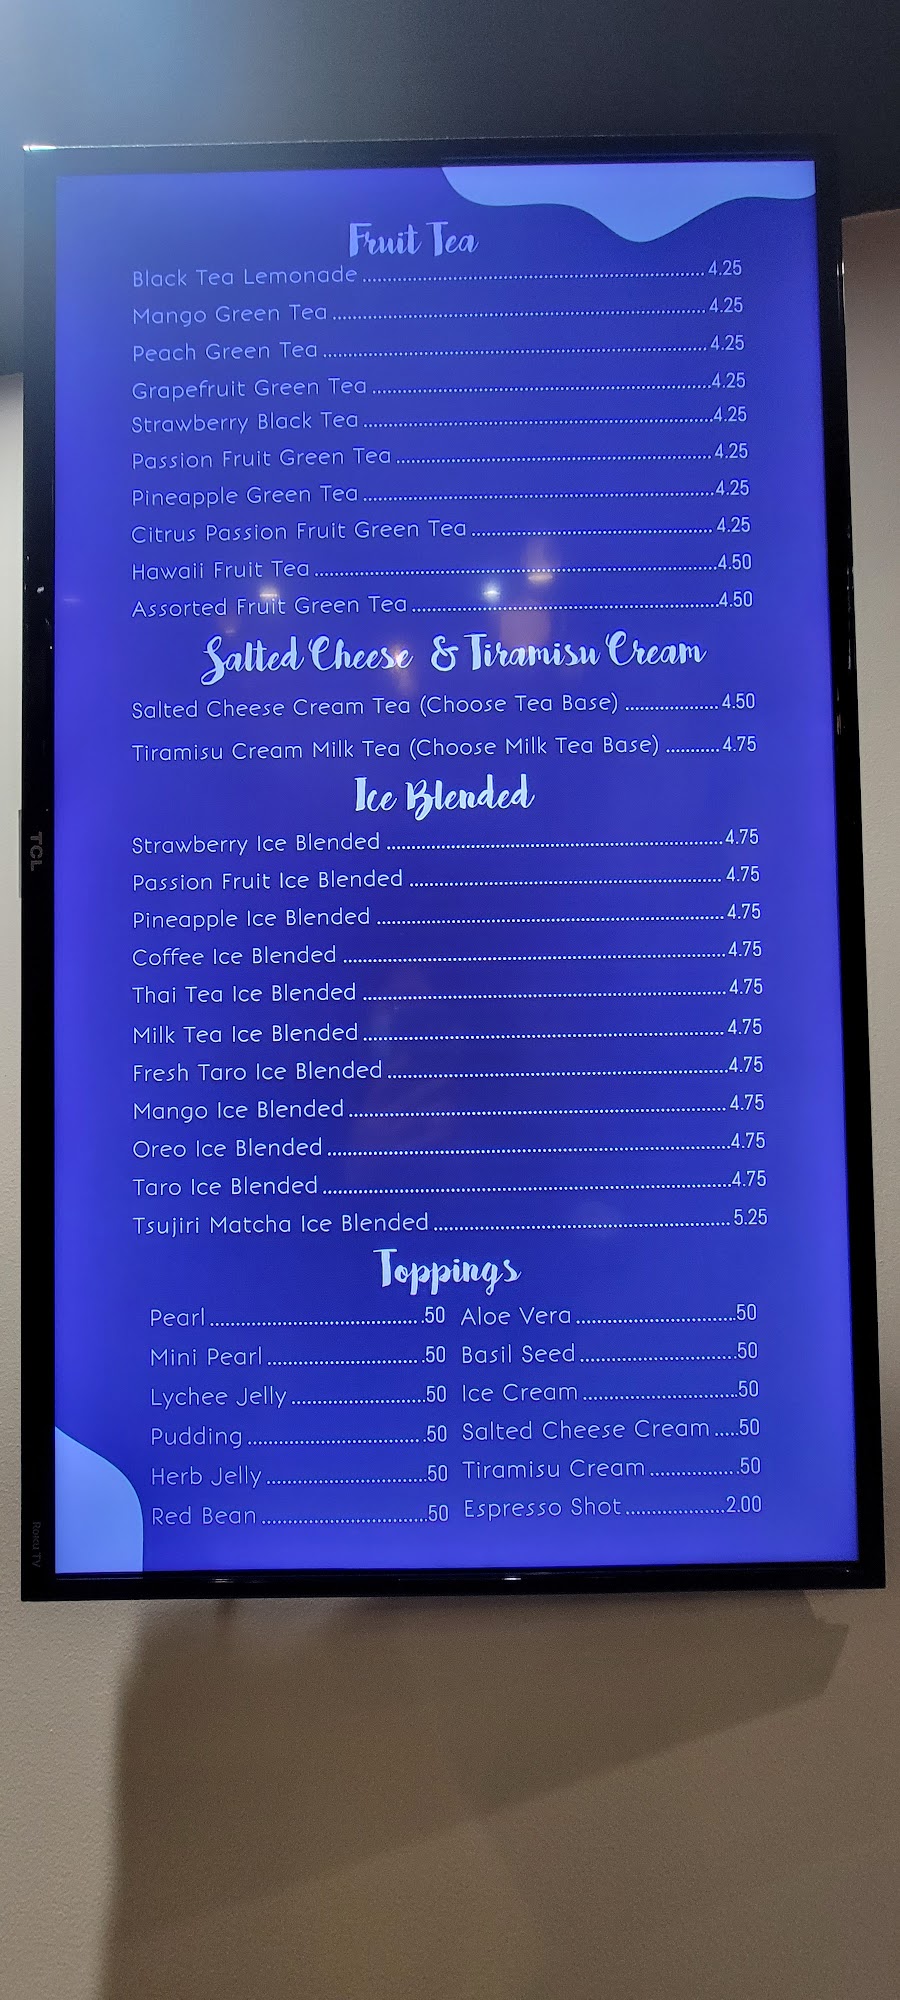 Fruit Tea
Black Tea Lemonade ........ 4.25
Mango Green Tea ........ 4.25
Peach Green Tea ........ 4.25
Grapefruit Green Tea ........ 4.25
Strawberry Black Tea ........ 4.25
Passion Fruit Green Tea ........ 4.25
Pineapple Green Tea ........ 4.25
Citrus Passion Fruit Green Tea ........ 4.25
Hawaii Fruit Tea ........ 4.50
Assorted Fruit Green Tea ........ 4.50
Salted Cheese & Tiramisu Cream
Salted Cheese Cream Tea (Choose Tea Base) ........ 4.50
Tiramisu Cream Milk Tea (Choose Milk Tea Base) ........ 4.75
Ice Blended
Strawberry Ice Blended ........ 4.75
Passion Fruit Ice Blended ........ 4.75
Pineapple Ice Blended ........ 4.75
Coffee Ice Blended ........ 4.75
Thai Tea Ice Blended ........ 4.75
Milk Tea Ice Blended ........ 4.75
Fresh Taro Ice Blended ........ 4.75
Mango Ice Blended ........ 4.75
Oreo Ice Blended ........ 4.75
Taro Ice Blended ........ 4.75
Tsujiri Matcha Ice Blended ........ 5.25
Toppings
Pearl ........ .50 Aloe Vera ........ .50
Mini Pearl ........ .50 Basil Seed ........ .50
Lychee Jelly ........ .50 Ice Cream ........ .50
Pudding ........ .50 Salted Cheese Cream ..... .50
Herb Jelly ........ .50 Tiramisu Cream ........ .50
Red Bean ........ .50 Espresso Shot ........ 2.00
TCL
Roku TV